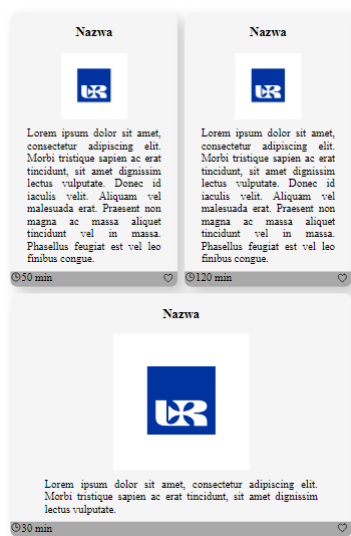 Nazwa
UR
Lorem ipsum dolor sit amet,
consectetur adipiscing elit.
Morbi tristique sapien ac erat
tincidunt, sit amet dignissim
lectus vulputate. Donec id
iaculis velit. Aliquam vel
malesuada erat. Praesent non
magna ac massa aliquet
tincidunt vel in massa.
Phasellus feugiat est vel leo
finibus congue.
50 min
Nazwa
UR
Lorem ipsum dolor sit amet,
consectetur adipiscing elit.
Morbi tristique sapien ac erat
tincidunt, sit amet dignissim
lectus vulputate. Donec id
iaculis velit. Aliquam vel
malesuada erat. Praesent non
magna ac massa aliquet
tincidunt vel in massa.
Phasellus feugiat est vel leo
finibus congue.
120 min
Nazwa
UR
Lorem ipsum dolor sit amet, consectetur adipiscing elit.
Morbi tristique sapien ac erat tincidunt, sit amet dignissim
lectus vulputate.
30 min